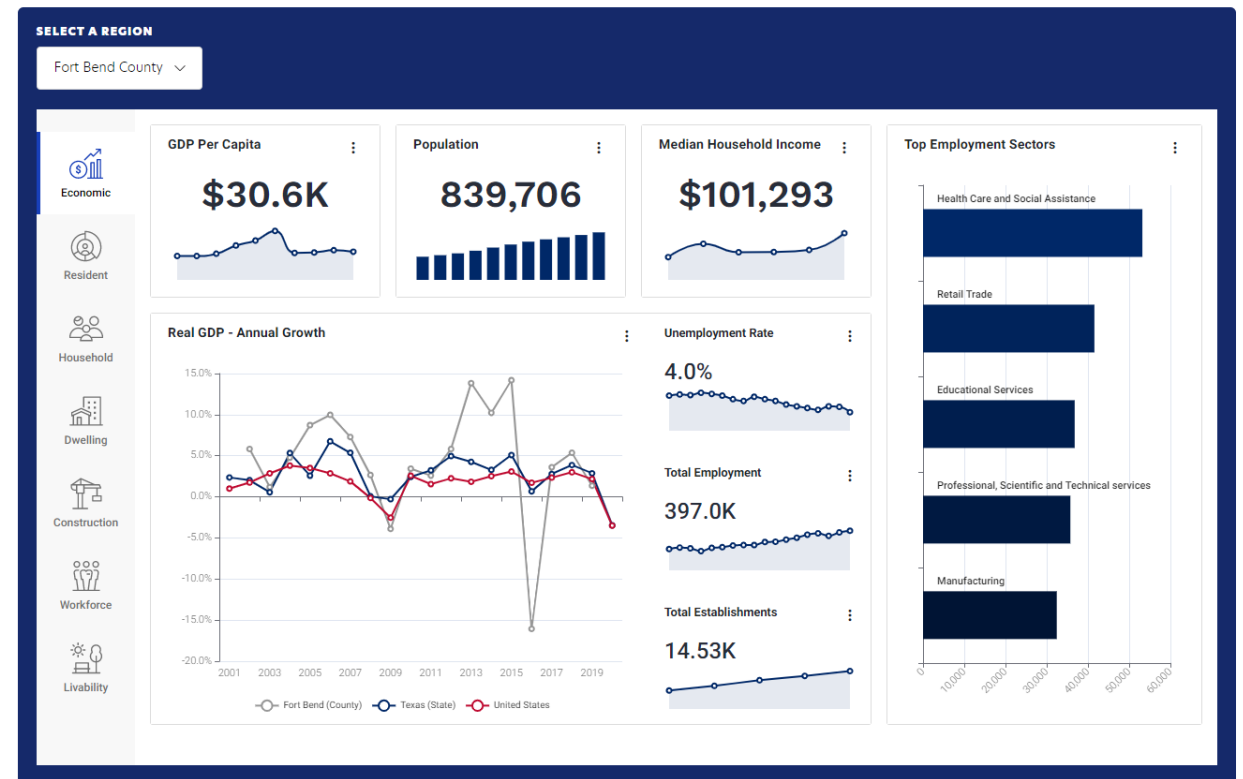 SELECT A REGION
Fort Bend County
Economic
Resident
Household
Dwelling
Construction
Workforce
Livability
GDP Per Capita
$30.6K
Population
839,706
Median Household Income
$101,293
Real GDP - Annual Growth
15.0%
10.0%
5.0%
0.0%
-5.0%
-10.0%
-15.0%
-20.0%
2001 2003 2005 2007 2009 2011 2013 2015 2017 2019
Fort Bend (County) Texas (State) United States
Unemployment Rate
4.0%
Total Employment
397.0K
Total Establishments
14.53K
Top Employment Sectors
Health Care and Social Assistance
Retail Trade
Educational Services
Professional, Scientific and Technical services
Manufacturing
0 10,000 20,000 30,000 40,000 50,000 60,000